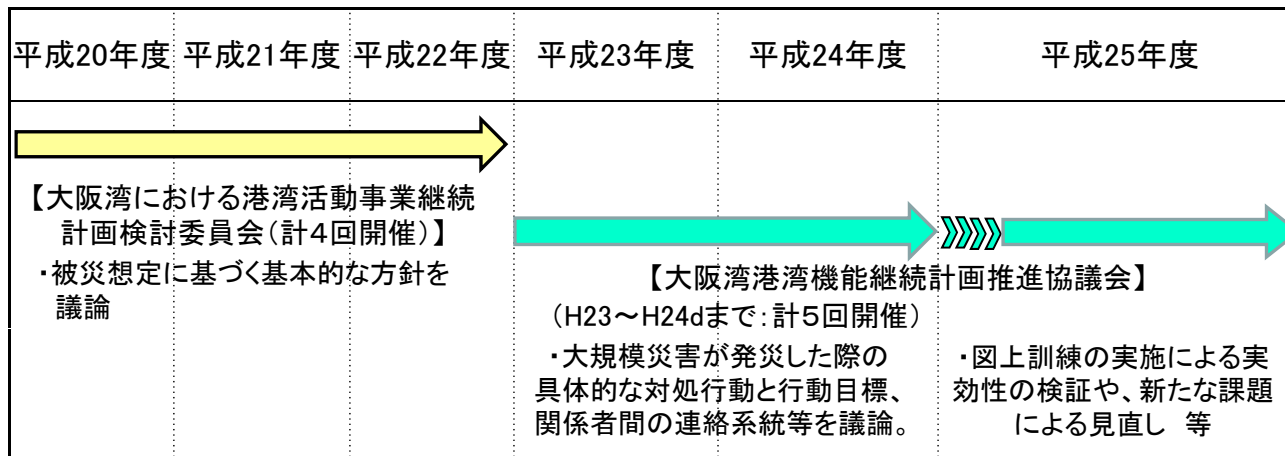 平成20年度 平成21年度 平成22年度 平成23年度 平成24年度 平成25年度
【大阪湾における港湾活動事業継続
計画検討委員会(計4回開催)】
・被災想定に基づく基本的な方針を
議論
【大阪湾港湾機能継続計画推進協議会】
(H23～H24dまで:計5回開催)
・大規模災害が発災した際の
具体的な対処行動と行動目標、
関係者間の連絡系統等を議論。
・図上訓練の実施による実
効性の検証や、新たな課題
による見直し 等